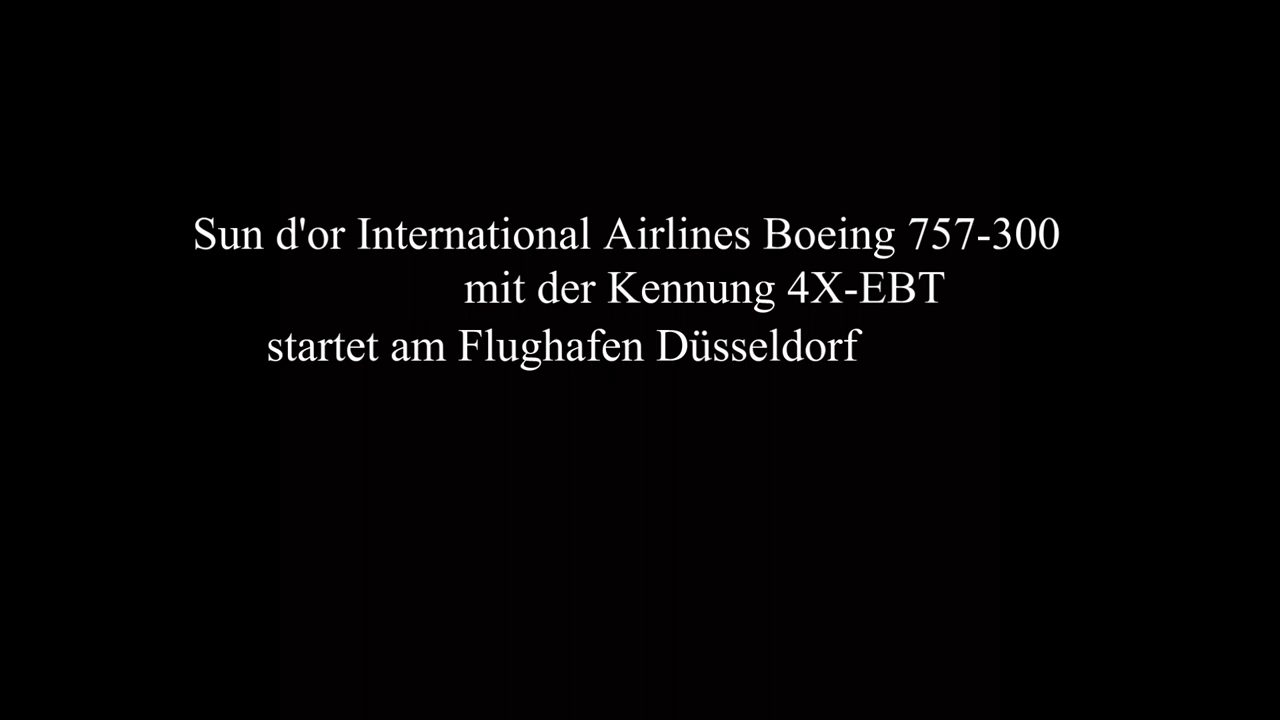 Sun d'or International Airlines Boeing 757-300
mit der Kennung 4X-EBT
startet am Flughafen Düsseldorf